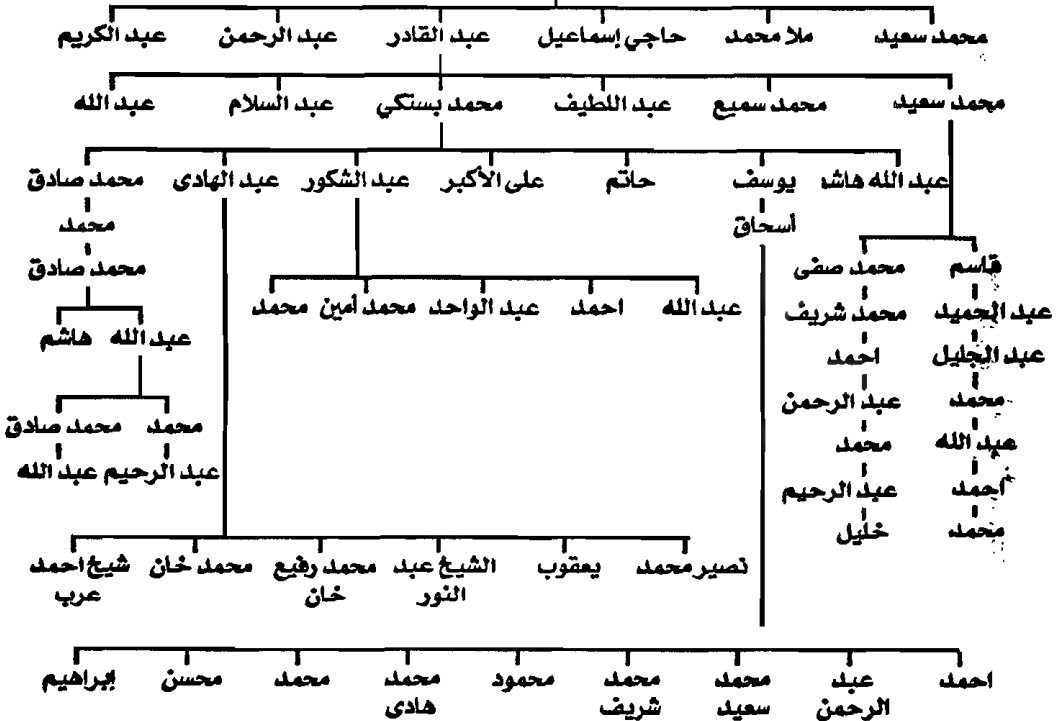 محمد سعيد ملا محمد حاجي إسماعيل عبد القادر عبد الرحمن عبد الكريم
محمد سعيد محمد سميع عبد اللطيف محمد بستكي عبد السلام عبد الله
عبد الله هاشم يوسف حاتم على الأكبر عبد الشكور عبد الهادى محمد صادق
أسحاق محمد
قاسم محمد صفى محمد صادق
عبد الحميد محمد شريف عبد الله احمد عبد الواحد محمد أمين محمد عبد الله هاشم
عبد الجليل احمد
محمد عبد الرحمن محمد محمد صادق
عبد الله محمد عبد الرحيم عبد الله
احمد عبد الرحيم
محمد خليل
نصير محمد يعقوب الشيخ عبد محمد رفيع محمد خان شيخ احمد
النور خان عرب
احمد عبد محمد محمد محمود محمد محمد محسن إبراهيم
الرحمن سعيد شريف هادى